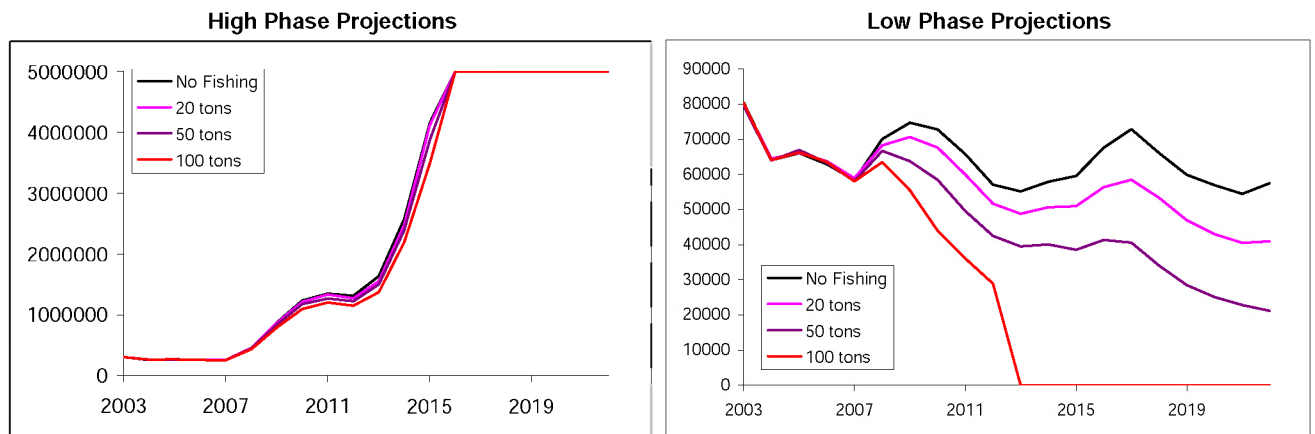 High Phase Projections
5000000
4000000
3000000
2000000
1000000
0
2003 2007 2011 2015 2019
No Fishing
20 tons
50 tons
100 tons
Low Phase Projections
90000
80000
70000
60000
50000
40000
30000
20000
10000
0
2003 2007 2011 2015 2019
No Fishing
20 tons
50 tons
100 tons